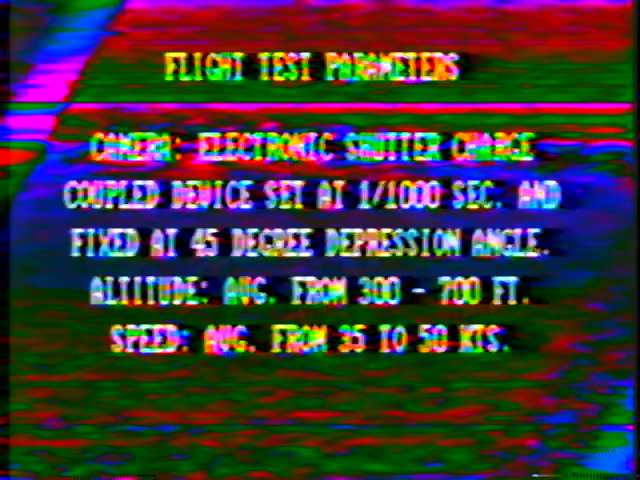 FLIGHT TEST PARAMETERS
CAMERA: ELECTRONIC SHUTTER CHARGE
COUPLED DEVICE SET AT 1/1000 SEC. AND
FIXED AT 45 DEGREE DEPRESSION ANGLE.
ALTITUDE: AVG. FROM 300 - 700 FT.
SPEED: AVG. FROM 35 TO 50 KTS.